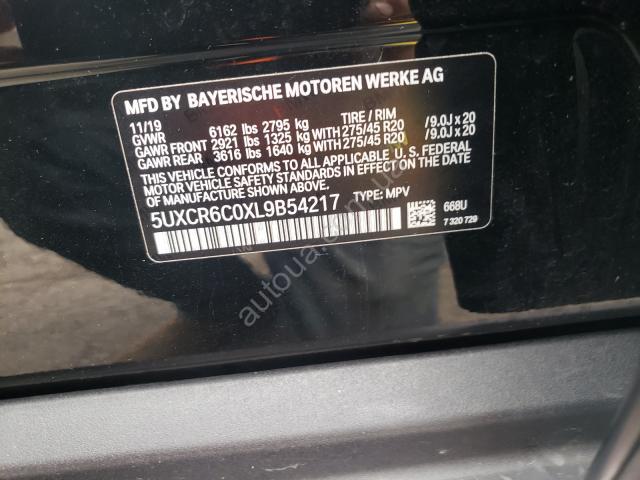 MFD BY BAYERISCHE MOTOREN WERKE AG
11/19 TIRE / RIM
GVWR 6162 lbs 2795 kg
GAWR FRONT 2921 lbs 1325 kg WITH 275/45 R20 / 9.0J x 20
GAWR REAR 3616 lbs 1640 kg WITH 275/45 R20 / 9.0J x 20
THIS VEHICLE CONFORMS TO ALL APPLICABLE U. S. FEDERAL
MOTOR VEHICLE SAFETY STANDARDS IN EFFECT ON THE
DATE OF MANUFACTURE SHOWN ABOVE.
5UXCR6C0XL9B54217 TYPE: MPV
668U
7 320 729
autoua.com